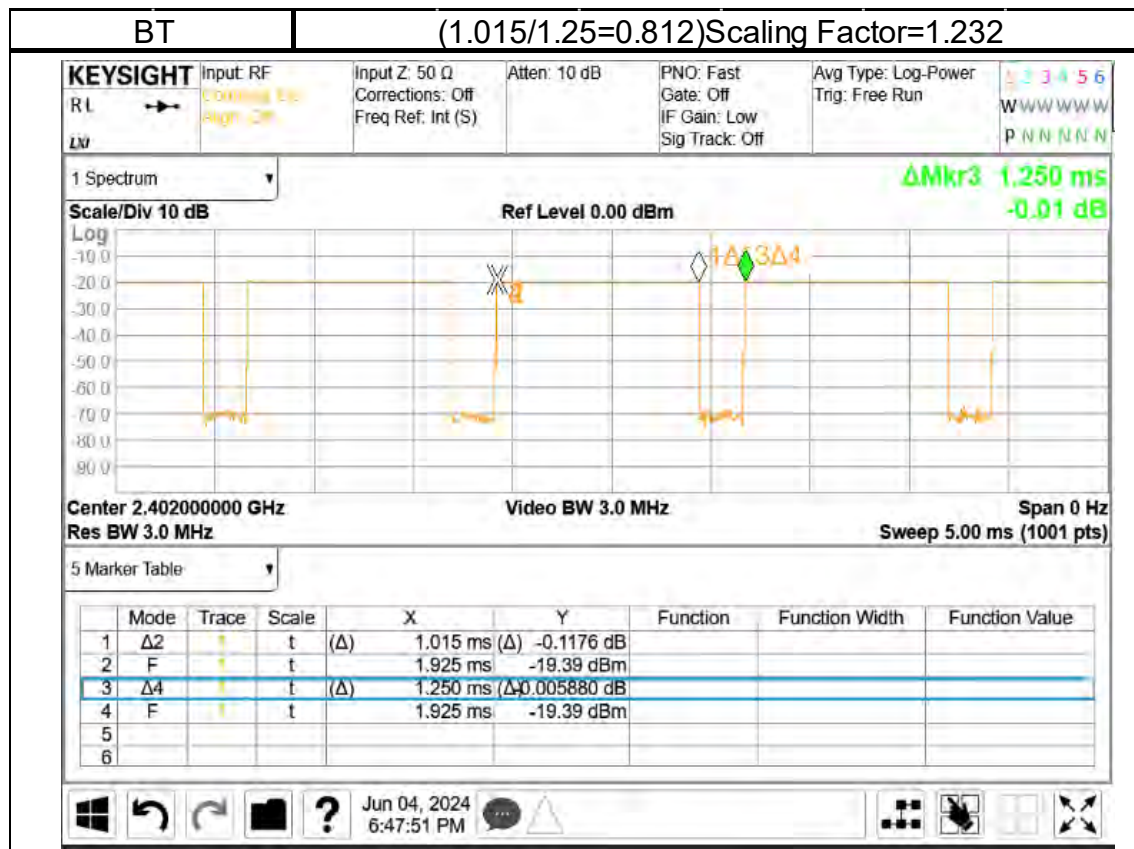 BT (1.015/1.25=0.812)Scaling Factor=1.232
KEYSIGHT Input: RF Input Z: 50 Ω Atten: 10 dB PNO: Fast Avg Type: Log-Power 1 2 3 4 5 6
R L Corrections: Off Gate: Off Trig: Free Run W W W W W W
Freq Ref: Int (S) IF Gain: Low
LXI Sig Track: Off P N N N N N
1 Spectrum ΔMkr3 1.250 ms
Scale/Div 10 dB Ref Level 0.00 dBm -0.01 dB
Log
-10.0 3Δ4
-20.0
-30.0
-40.0
-50.0
-60.0
-70.0
-80.0
-90.0
Center 2.402000000 GHz Video BW 3.0 MHz Span 0 Hz
Res BW 3.0 MHz Sweep 5.00 ms (1001 pts)
5 Marker Table
Mode Trace Scale X Y Function Function Width Function Value
1 Δ2 1 t (Δ) 1.015 ms (Δ) -0.1176 dB
2 F 1 t 1.925 ms -19.39 dBm
3 Δ4 1 t (Δ) 1.250 ms (Δ) -0.005880 dB
4 F 1 t 1.925 ms -19.39 dBm
5
6
? Jun 04, 2024
6:47:51 PM